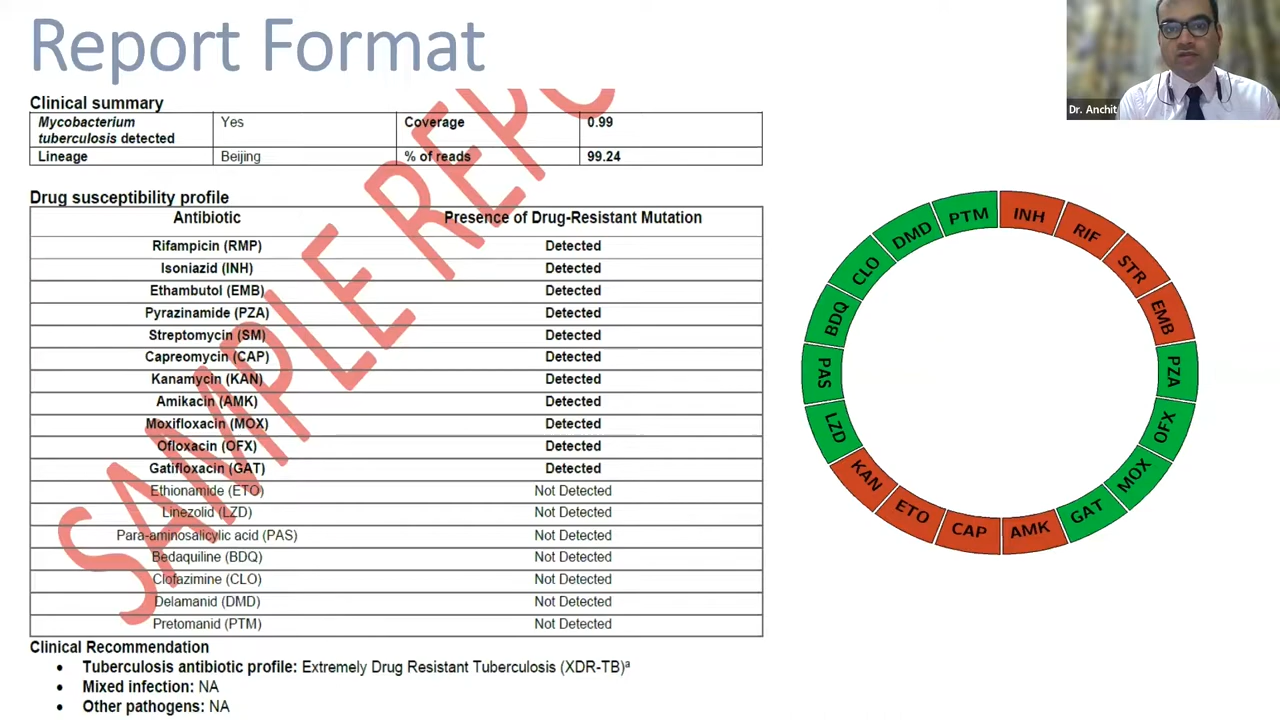 Report Format
Dr. Anchit
Clinical summary
Mycobacterium tuberculosis detected Yes Coverage 0.99
Lineage Beijing % of reads 99.24
Drug susceptibility profile
Antibiotic Presence of Drug-Resistant Mutation
Rifampicin (RMP) Detected
Isoniazid (INH) Detected
Ethambutol (EMB) Detected
Pyrazinamide (PZA) Detected
Streptomycin (SM) Detected
Capreomycin (CAP) Detected
Kanamycin (KAN) Detected
Amikacin (AMK) Detected
Moxifloxacin (MOX) Detected
Ofloxacin (OFX) Detected
Gatifloxacin (GAT) Detected
Ethionamide (ETO) Not Detected
Linezolid (LZD) Not Detected
Para-aminosalicylic acid (PAS) Not Detected
Bedaquiline (BDQ) Not Detected
Clofazimine (CLO) Not Detected
Delamanid (DMD) Not Detected
Pretomanid (PTM) Not Detected
Clinical Recommendation
• Tuberculosis antibiotic profile: Extremely Drug Resistant Tuberculosis (XDR-TB)ª
• Mixed infection: NA
• Other pathogens: NA
SAMPLE REPO
INH
RIF
STR
EMB
PZA
OFX
MOX
GAT
AMK
CAP
ETO
KAN
LZD
PAS
BDQ
CLO
DMD
PTM